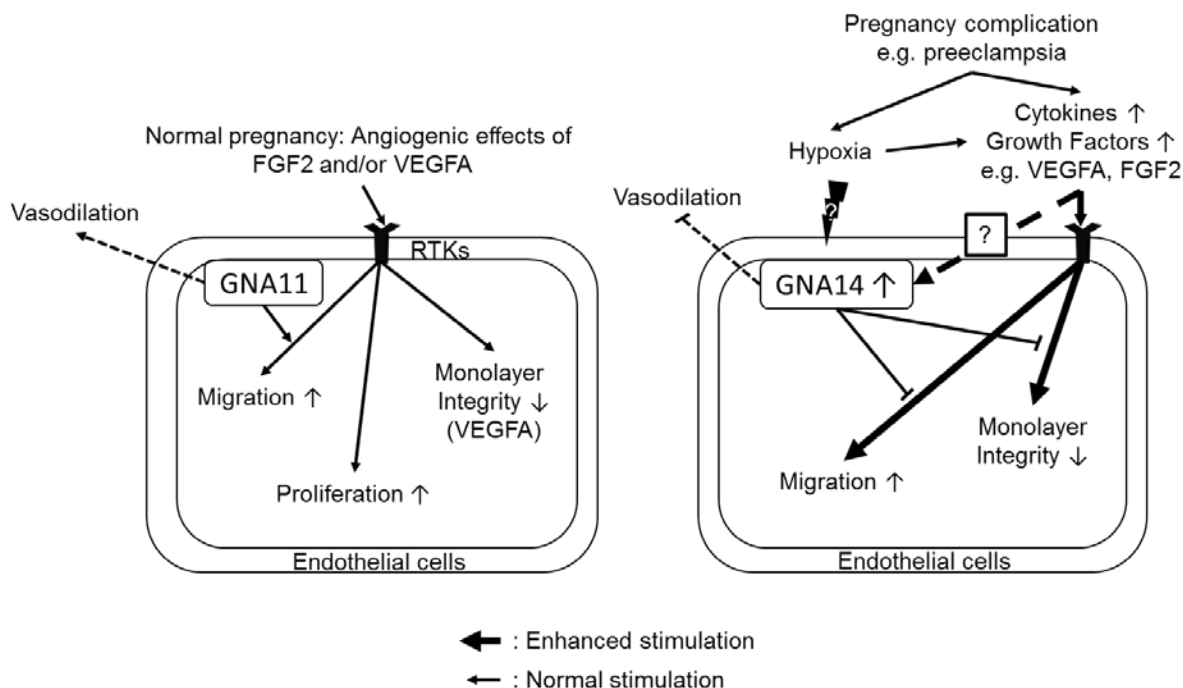 Normal pregnancy: Angiogenic effects of
FGF2 and/or VEGFA
Vasodilation
RTKs
GNA11
Migration ↑
Monolayer
Integrity ↓
(VEGFA)
Proliferation ↑
Endothelial cells
Pregnancy complication
e.g. preeclampsia
Cytokines ↑
Growth Factors ↑
e.g. VEGFA, FGF2
Hypoxia
Vasodilation
?
?
GNA14 ↑
Monolayer
Integrity ↓
Migration ↑
Endothelial cells
: Enhanced stimulation
: Normal stimulation